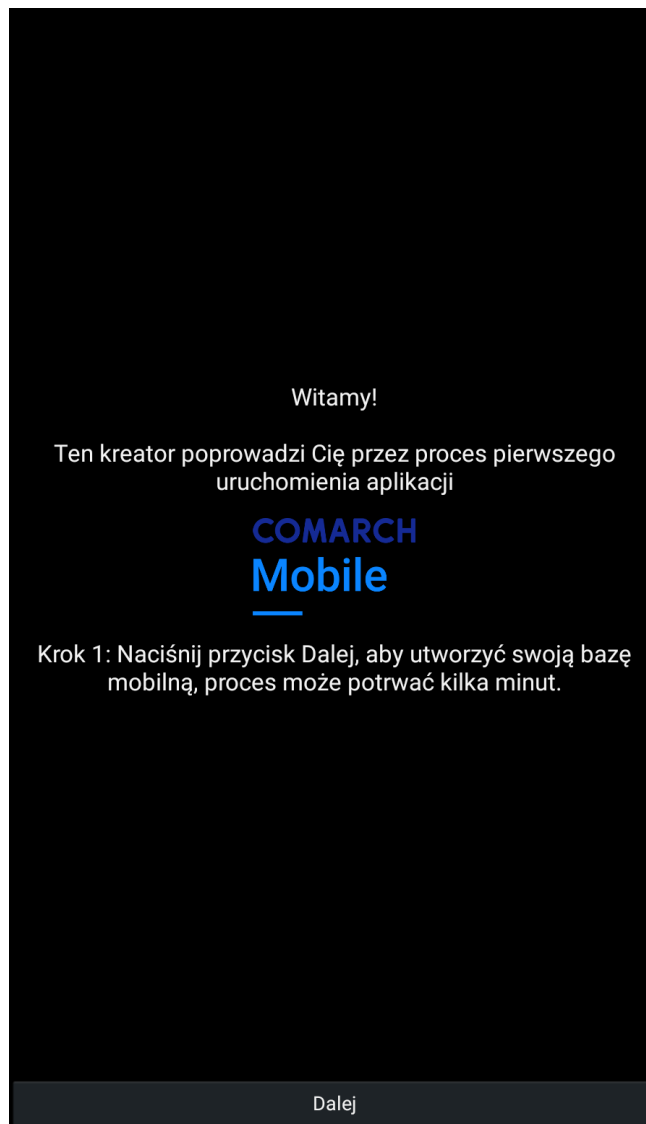 Witamy!
Ten kreator poprowadzi Cię przez proces pierwszego
uruchomienia aplikacji
COMARCH
Mobile
Krok 1: Naciśnij przycisk Dalej, aby utworzyć swoją bazę
mobilną, proces może potrwać kilka minut.
Dalej